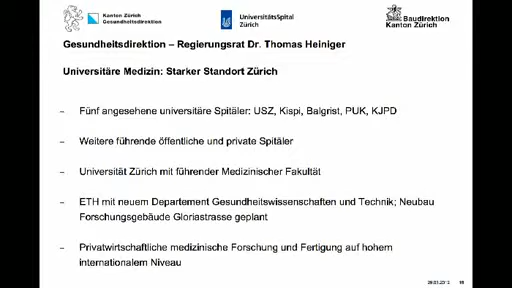 Kanton Zürich
Gesundheitsdirektion
UniversitätsSpital
Zürich
Baudirektion
Kanton Zürich
Gesundheitsdirektion – Regierungsrat Dr. Thomas Heiniger
Universitäre Medizin: Starker Standort Zürich
– Fünf angesehene universitäre Spitäler: USZ, Kispi, Balgrist, PUK, KJPD
– Weitere führende öffentliche und private Spitäler
– Universität Zürich mit führender Medizinischer Fakultät
– ETH mit neuem Departement Gesundheitswissenschaften und Technik; Neubau
Forschungsgebäude Gloriastrasse geplant
– Privatwirtschaftliche medizinische Forschung und Fertigung auf hohem
internationalem Niveau